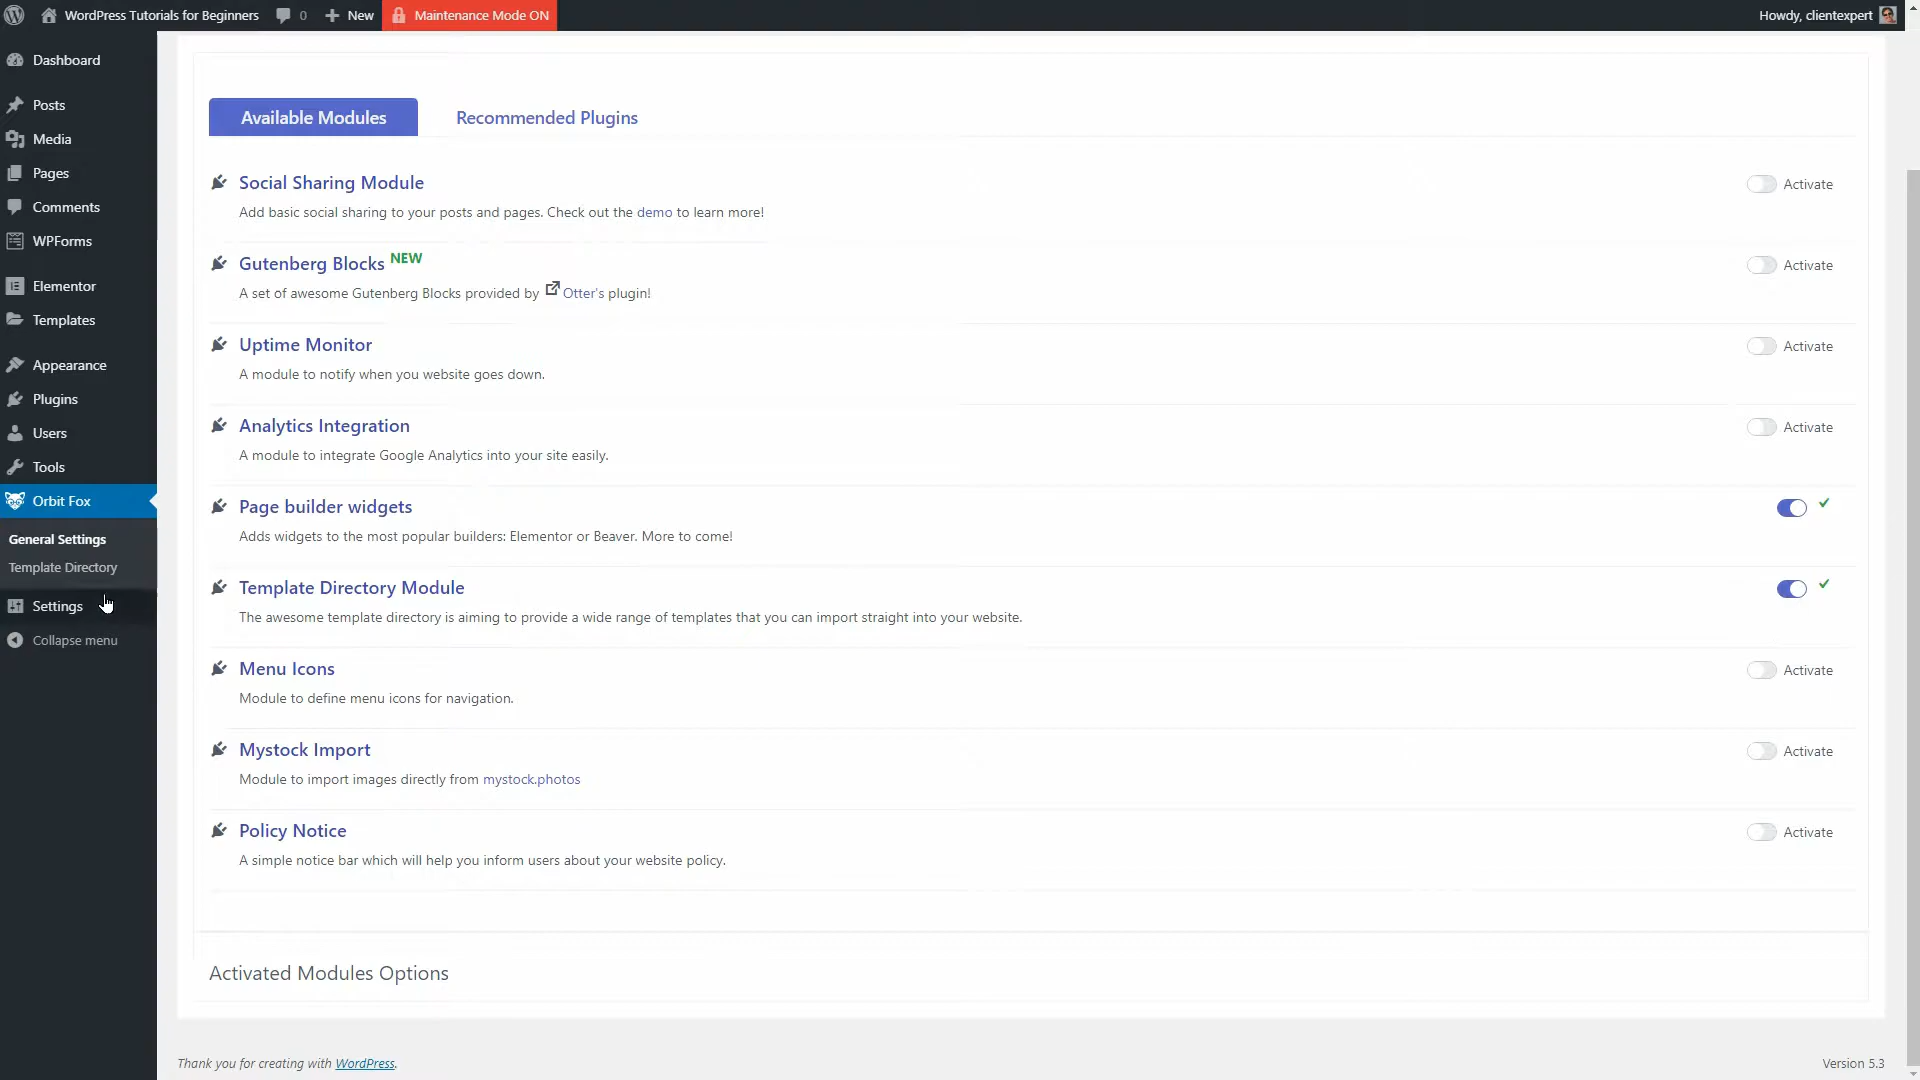 WordPress Tutorials for Beginners 0 New Maintenance Mode ON Howdy, clientexpert
Dashboard
Posts
Media
Pages
Comments
WPForms
Elementor
Templates
Appearance
Plugins
Users
Tools
Orbit Fox
General Settings
Template Directory
Settings
Collapse menu
Available Modules Recommended Plugins
Social Sharing Module
Activate
Add basic social sharing to your posts and pages. Check out the demo to learn more!
Gutenberg Blocks NEW
Activate
A set of awesome Gutenberg Blocks provided by Otter's plugin!
Uptime Monitor
Activate
A module to notify when you website goes down.
Analytics Integration
Activate
A module to integrate Google Analytics into your site easily.
Page builder widgets
Adds widgets to the most popular builders: Elementor or Beaver. More to come!
Template Directory Module
The awesome template directory is aiming to provide a wide range of templates that you can import straight into your website.
Menu Icons
Activate
Module to define menu icons for navigation.
Mystock Import
Activate
Module to import images directly from mystock.photos
Policy Notice
Activate
A simple notice bar which will help you inform users about your website policy.
Activated Modules Options
Thank you for creating with WordPress.
Version 5.3